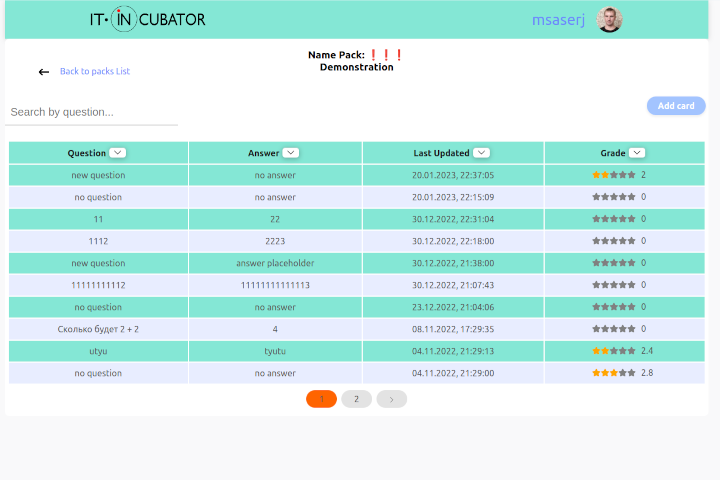 IT·INCUBATOR
msaserj
Name Pack: ❗❗❗
Demonstration
Back to packs List
Search by question...
Add card
Question Answer Last Updated Grade
new question no answer 20.01.2023, 22:37:05 2
no question no answer 20.01.2023, 22:15:09 0
11 22 30.12.2022, 22:31:04 0
1112 2223 30.12.2022, 22:18:00 0
new question answer placeholder 30.12.2022, 21:38:00 0
11111111112 11111111111113 30.12.2022, 21:07:43 0
no question no answer 23.12.2022, 21:04:06 0
Сколько будет 2 + 2 4 08.11.2022, 17:29:35 0
utyu tyutu 04.11.2022, 21:29:13 2.4
no question no answer 04.11.2022, 21:29:00 2.8
1 2 >